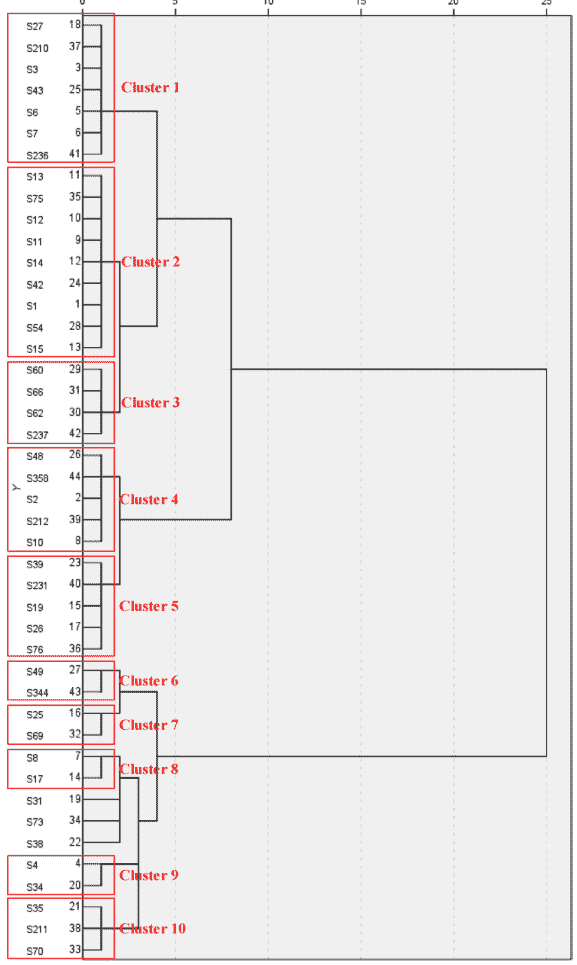 0 5 10 15 20 25
S27 18
S210 37
S3 3
S43 25 Cluster 1
S6 5
S7 6
S236 41
S13 11
S75 35
S12 10
S11 9
S14 12 Cluster 2
S42 24
S1 1
S54 28
S15 13
S60 29
S66 31
S62 30 Cluster 3
S237 42
S48 26
S358 44
Y
S2 2 Cluster 4
S212 39
S10 8
S39 23
S231 40
S19 15 Cluster 5
S26 17
S76 36
S49 27 Cluster 6
S344 43
S25 16 Cluster 7
S69 32
S8 7 Cluster 8
S17 14
S31 19
S73 34
S38 22
S4 4 Cluster 9
S34 20
S35 21
S211 38 Cluster 10
S70 33